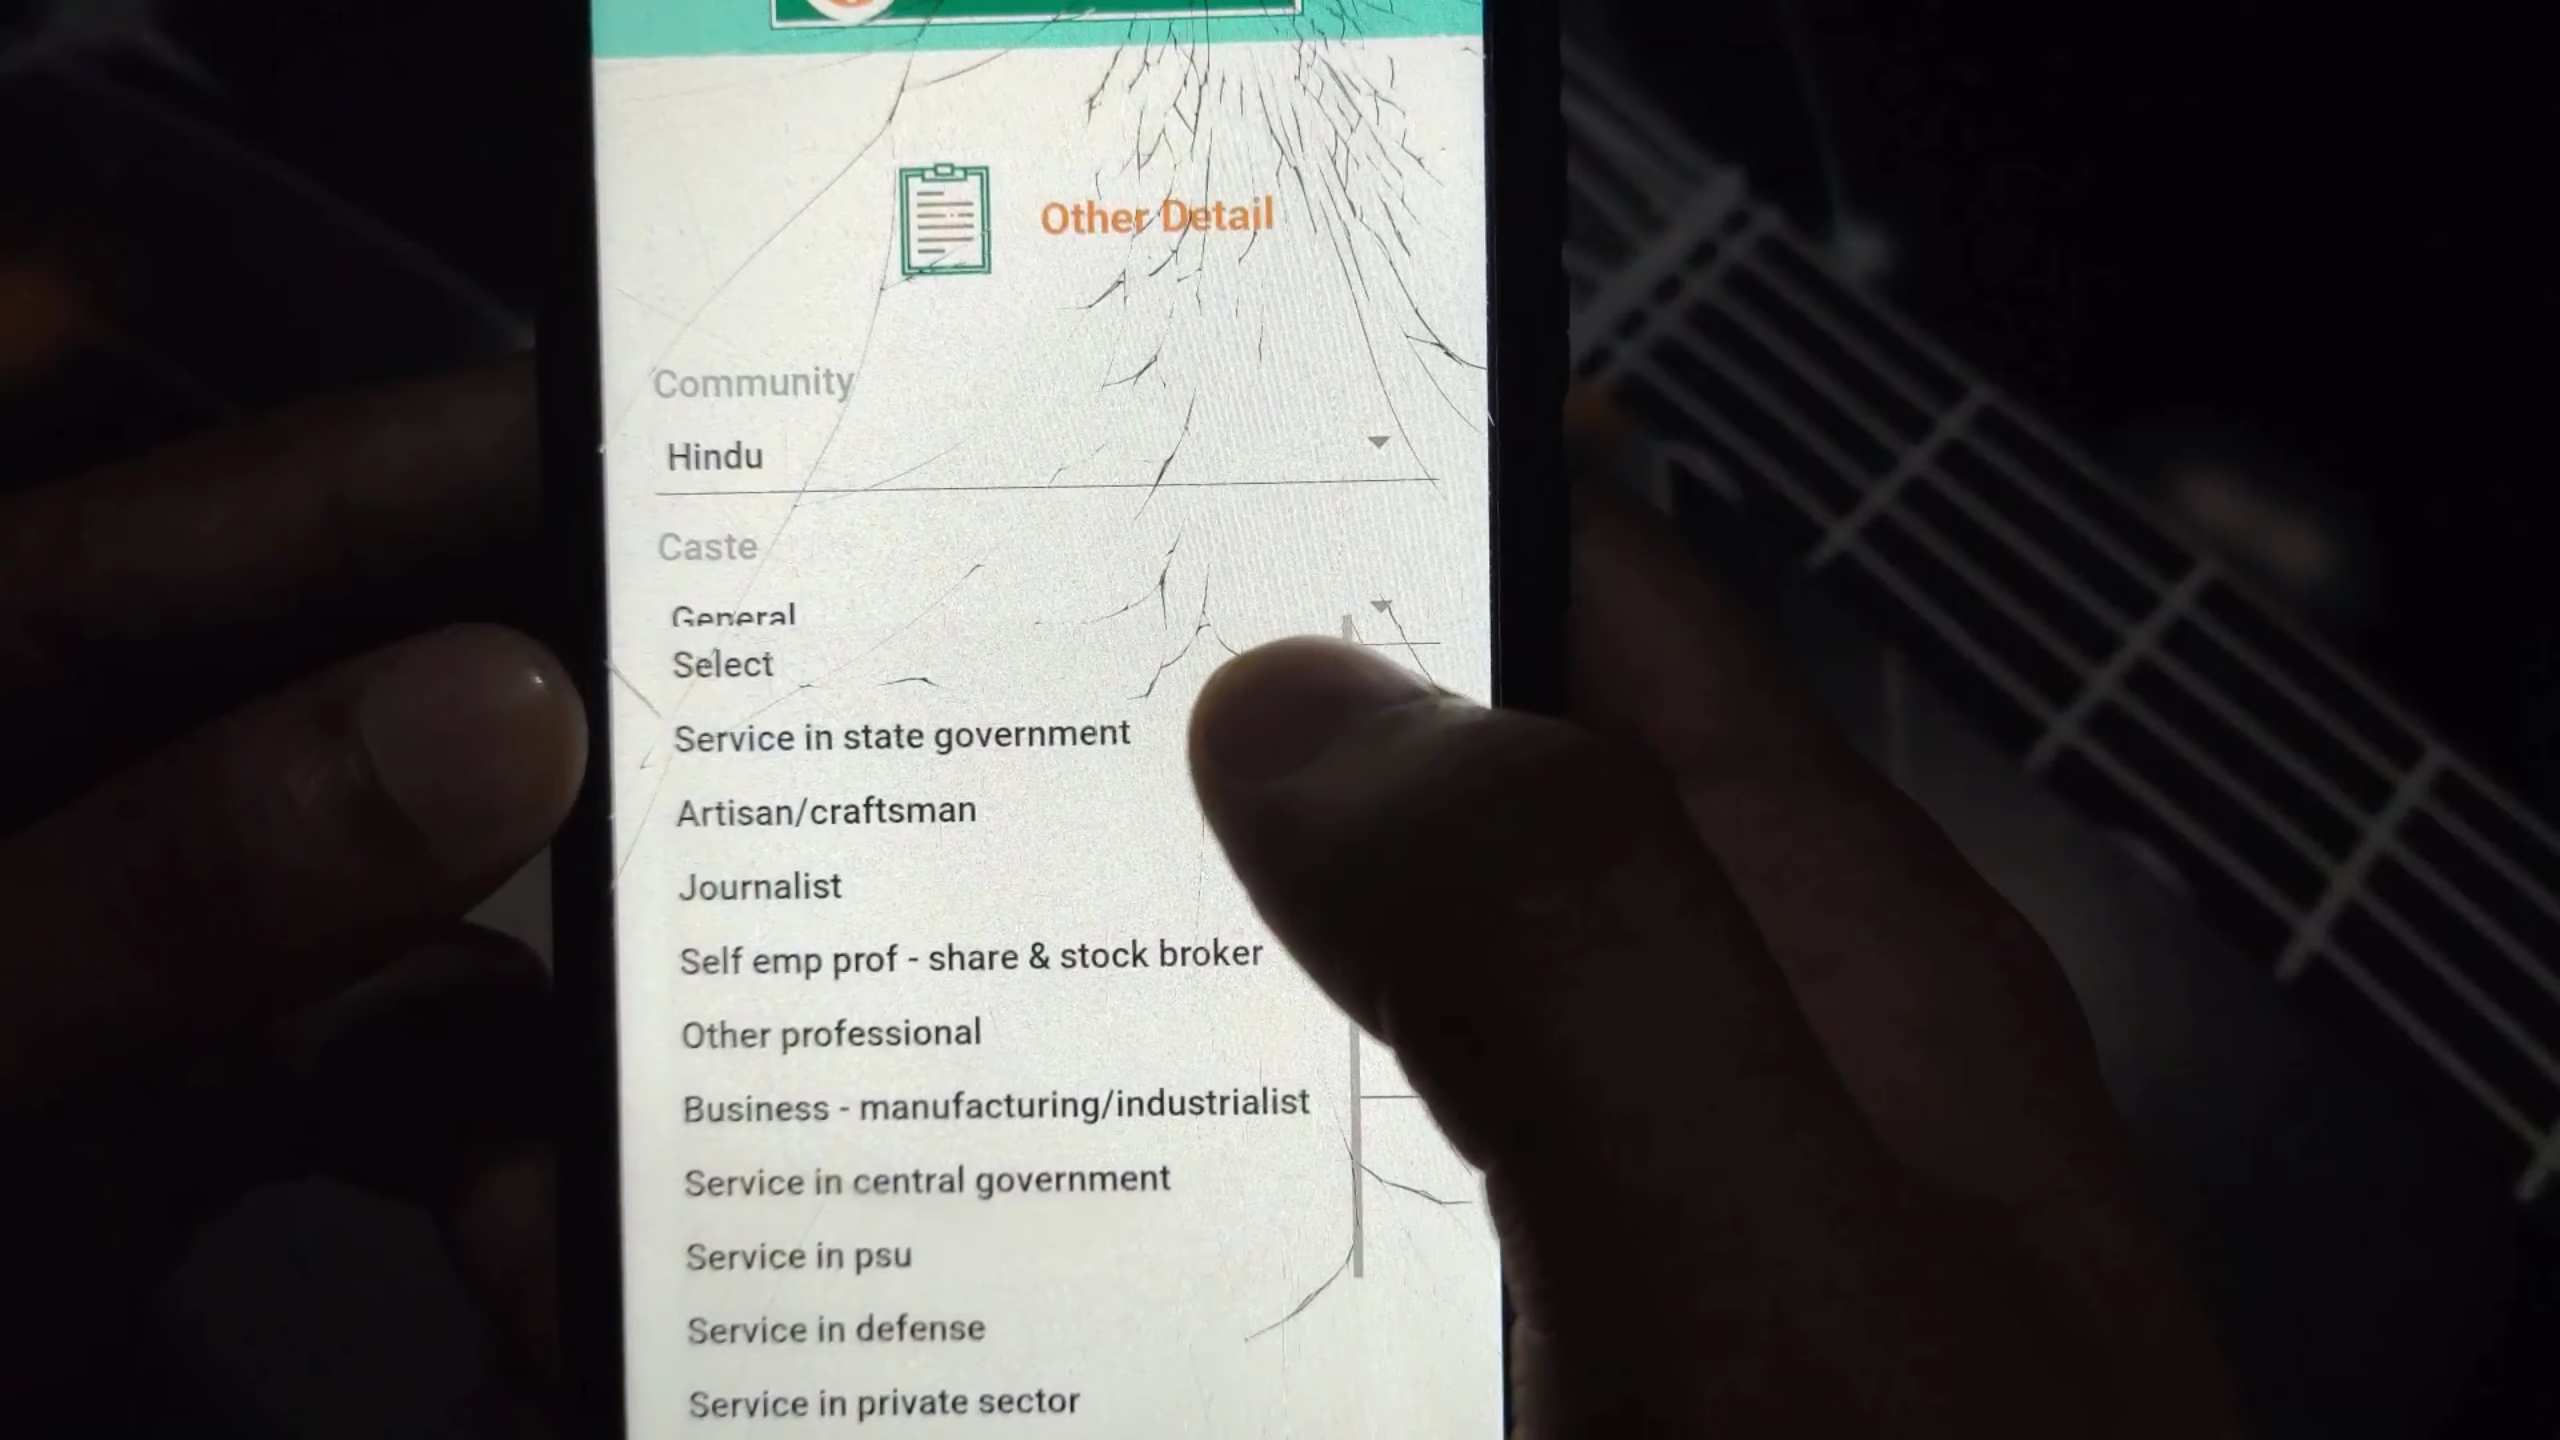 Other Detail
Community
Hindu
Caste
General
Select
Service in state government
Artisan/craftsman
Journalist
Self emp prof - share & stock broker
Other professional
Business - manufacturing/industrialist
Service in central government
Service in psu
Service in defense
Service in private sector